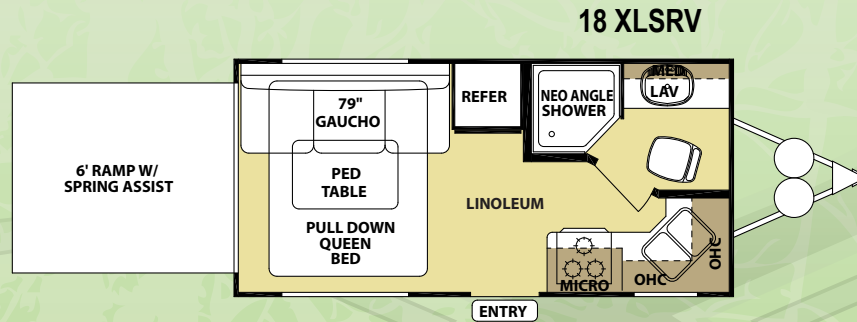 18 XLSRV
6' RAMP W/
SPRING ASSIST
79"
GAUCHO
PED
TABLE
PULL DOWN
QUEEN
BED
REFER
NEO ANGLE
SHOWER
MED
LAV
LINOLEUM
MICRO
OHC
OHC
ENTRY